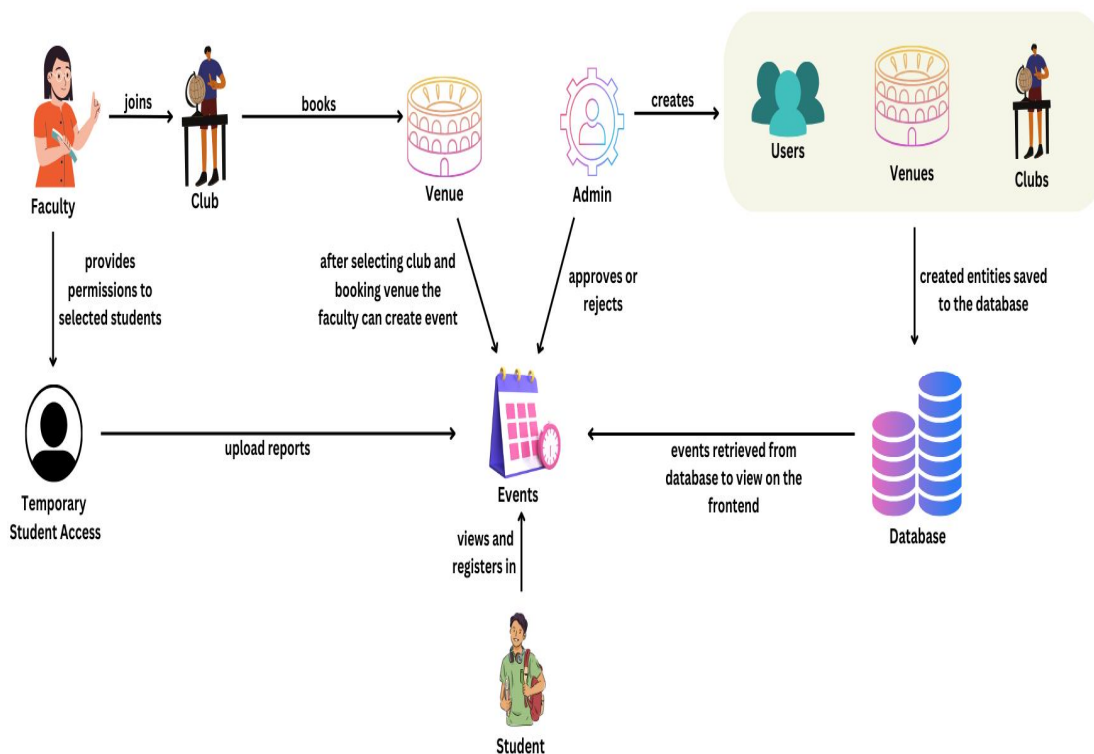 joins
books
creates
Users
Venues
Clubs
Faculty
Club
Venue
Admin
provides
permissions to
selected students
after selecting club and
booking venue the
faculty can create event
approves or
rejects
created entities saved
to the database
upload reports
events retrieved from
database to view on the
frontend
Temporary
Student Access
Events
Database
views and
registers in
Student